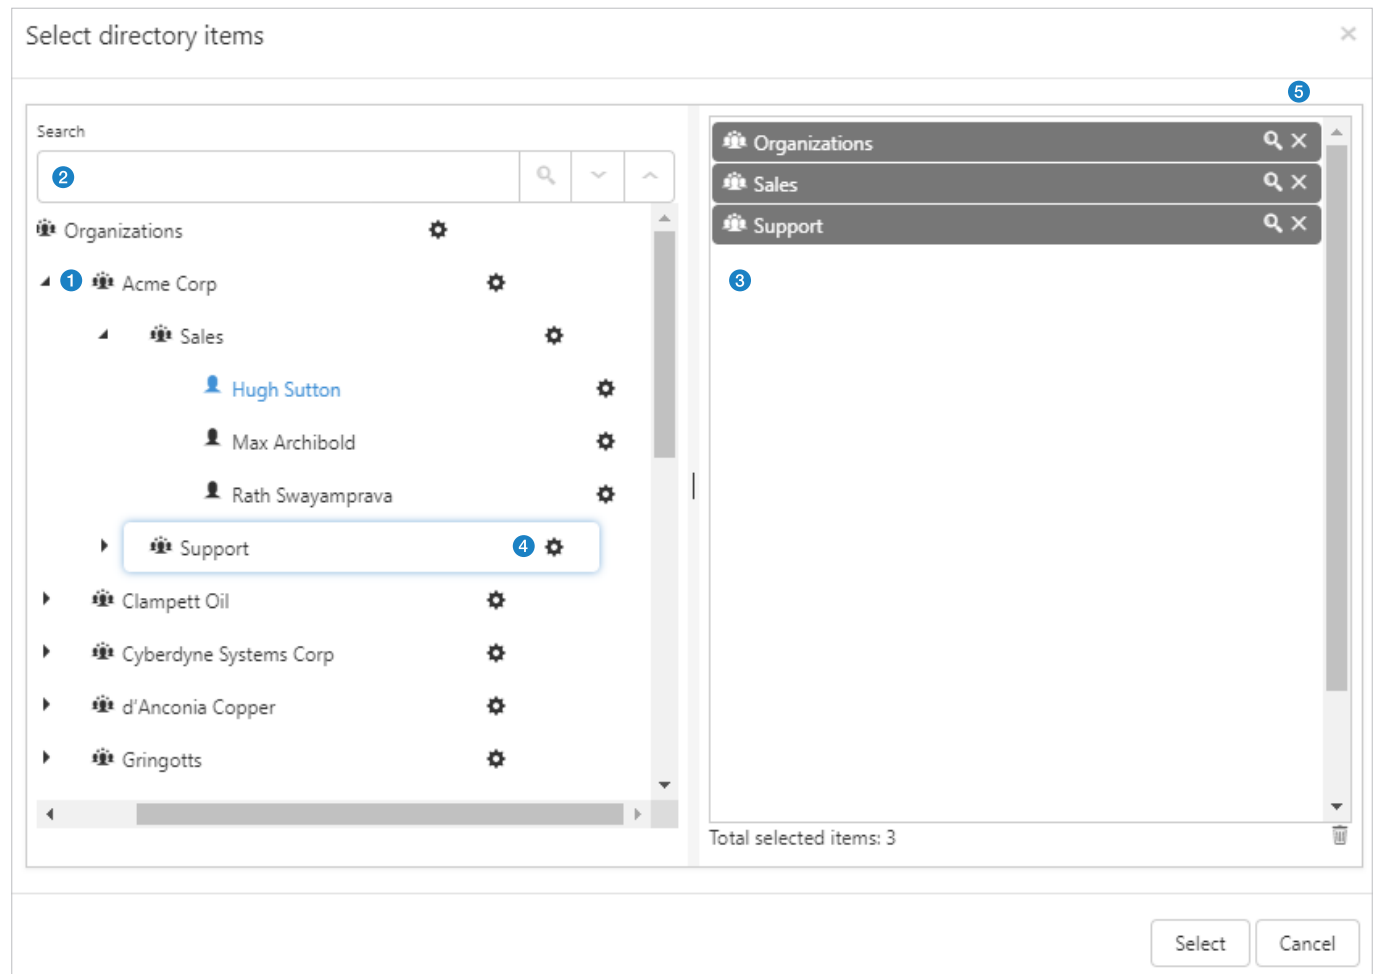 Select directory items
5
Search
2
Organizations
1 Acme Corp
Sales
Hugh Sutton
Max Archibold
Rath Swayamprava
Support 4
Clampett Oil
Cyberdyne Systems Corp
d'Anconia Copper
Gringotts
Organizations
Sales
Support
3
Total selected items: 3
Select Cancel